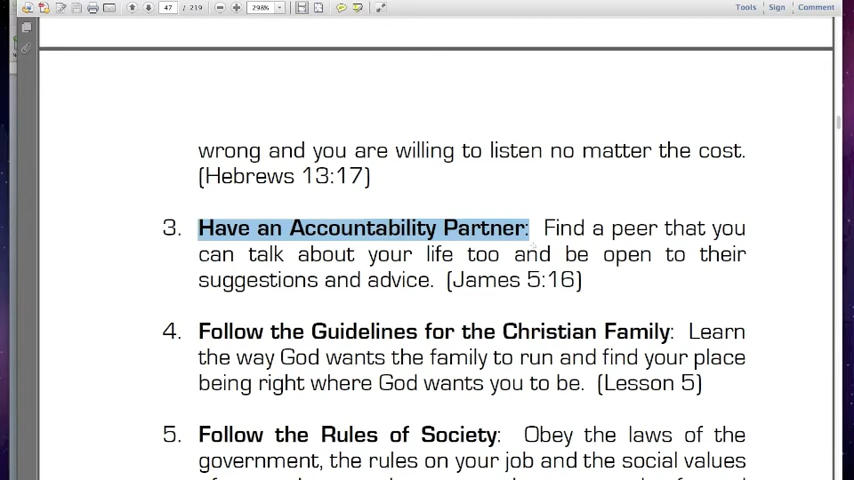 47 / 219 298% Tools Sign Comment
wrong and you are willing to listen no matter the cost.
(Hebrews 13:17)
3. Have an Accountability Partner: Find a peer that you
can talk about your life too and be open to their
suggestions and advice. (James 5:16)
4. Follow the Guidelines for the Christian Family: Learn
the way God wants the family to run and find your place
being right where God wants you to be. (Lesson 5)
5. Follow the Rules of Society: Obey the laws of the
government, the rules on your job and the social values